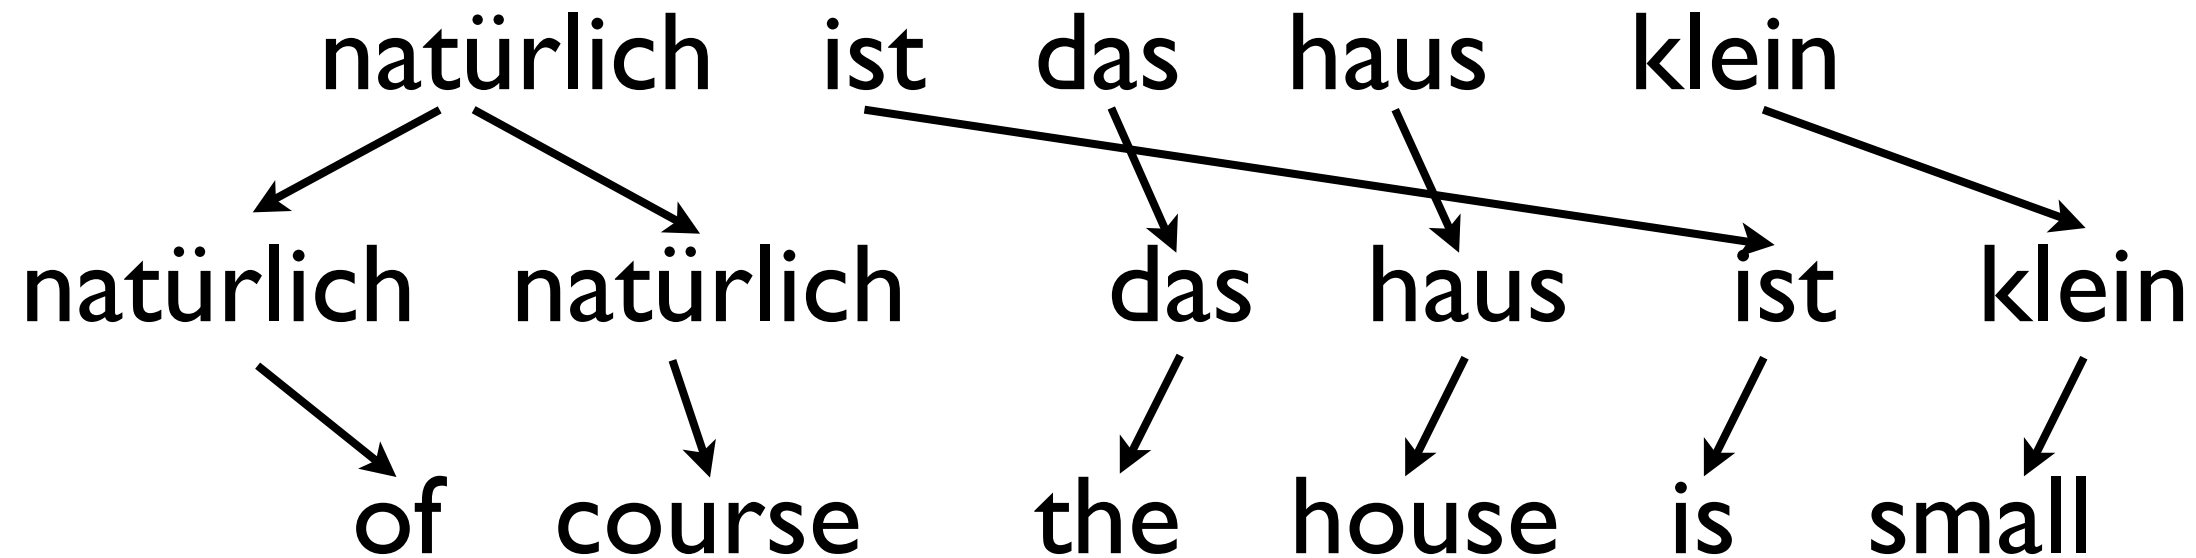 natürlich ist das haus klein
natürlich natürlich das haus ist klein
of course the house is small